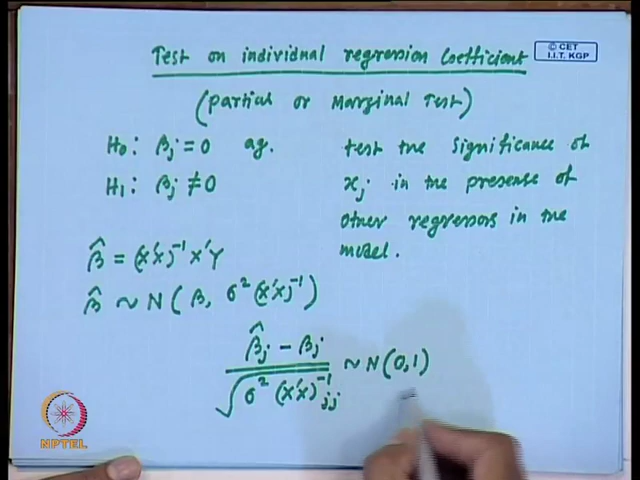 Test on individual regression Coefficient
© CET
I.I.T. KGP
(Partial or Marginal Test)
H₀ : βⱼ = 0 ag. test the significance of
H₁ : βⱼ ≠ 0 xⱼ in the presence of
other regressors in the
model.
β̂ = (X'X)⁻¹ X'Y
β̂ ~ N(β, σ² (X'X)⁻¹)
β̂ⱼ − βⱼ
√σ² (X'X)⁻¹ⱼⱼ ~ N(0,1)
NPTEL